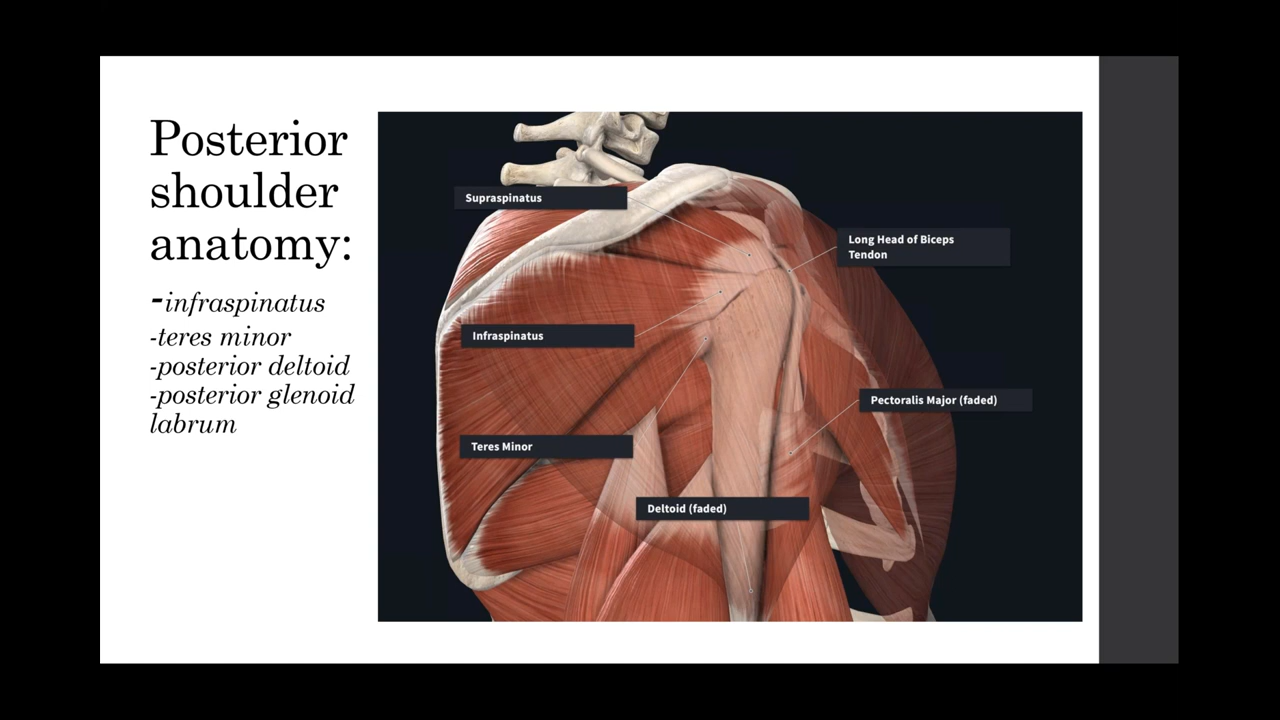 Posterior
shoulder
anatomy:
-infraspinatus
-teres minor
-posterior deltoid
-posterior glenoid
labrum
Supraspinatus
Long Head of Biceps
Tendon
Infraspinatus
Pectoralis Major (faded)
Teres Minor
Deltoid (faded)